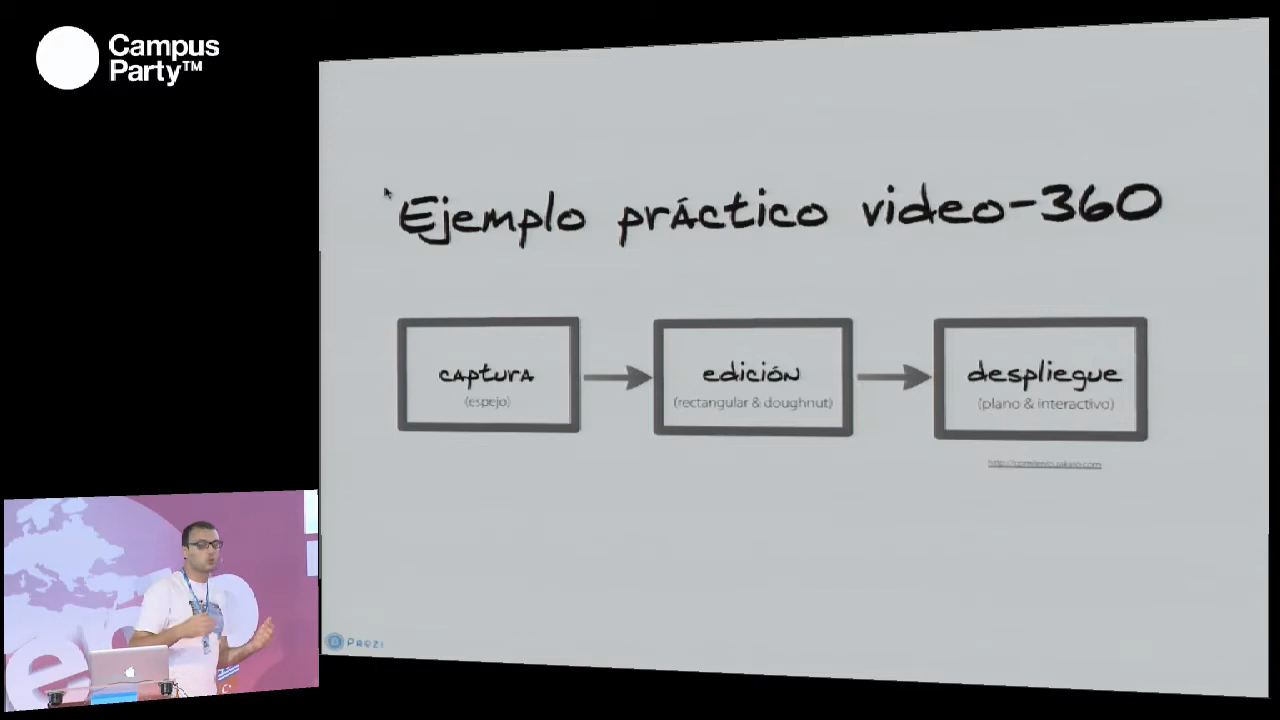 Campus
Party™
Ejemplo práctico video-360
captura
(espejo)
edición
(rectangular & doughnut)
despliegue
(plano & interactivo)
Prezi